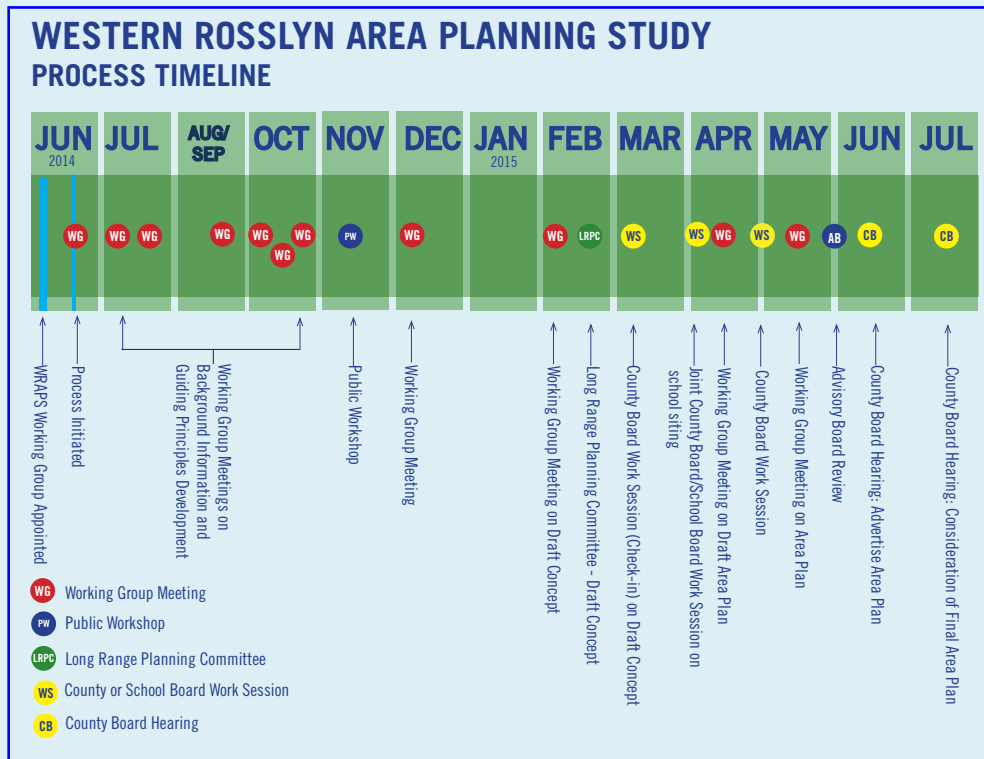 WESTERN ROSSLYN AREA PLANNING STUDY
PROCESS TIMELINE
JUN
2014
JUL
AUG/
SEP
OCT
NOV
DEC
JAN
2015
FEB
MAR
APR
MAY
JUN
JUL
WG
WG
WG
WG
WG
WG
WG
PW
WG
WG
LRPC
WS
WS
WG
WS
WG
AB
CB
CB
WRAPS Working Group Appointed
Process Initiated
Working Group Meetings on
Background Information and
Guiding Principles Development
Public Workshop
Working Group Meeting
Working Group Meeting on Draft Concept
Long Range Planning Committee - Draft Concept
County Board Work Session (Check-in) on Draft Concept
Joint County Board/School Board Work Session on
school siting
Working Group Meeting on Draft Area Plan
County Board Work Session
Working Group Meeting on Area Plan
Advisory Board Review
County Board Hearing: Advertise Area Plan
County Board Hearing: Consideration of Final Area Plan
WG Working Group Meeting
PW Public Workshop
LRPC Long Range Planning Committee
WS County or School Board Work Session
CB County Board Hearing